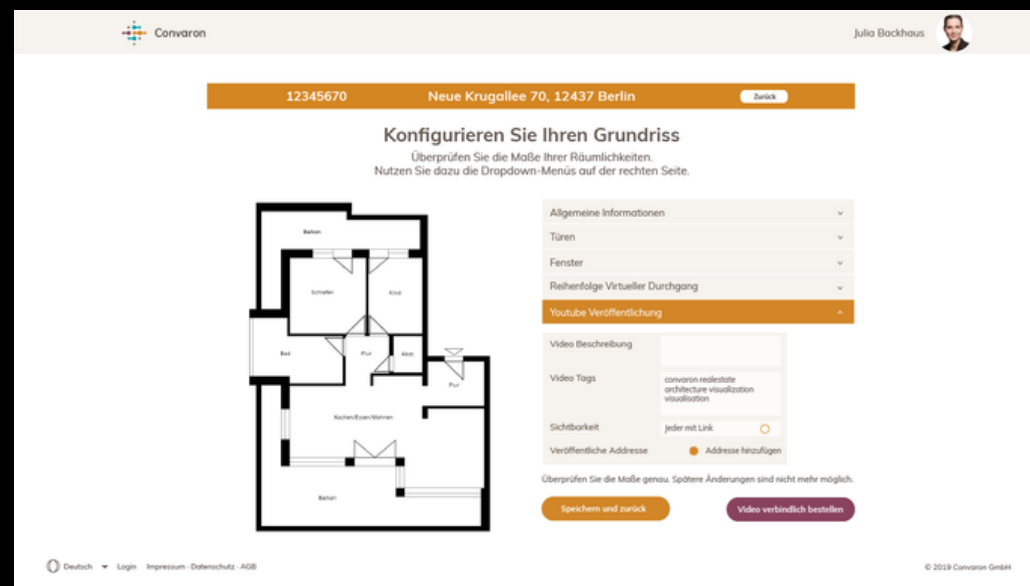 Convaron
Julia Backhaus
12345670 Neue Krugallee 70, 12437 Berlin Zurück
Konfigurieren Sie Ihren Grundriss
Überprüfen Sie die Maße Ihrer Räumlichkeiten.
Nutzen Sie dazu die Dropdown-Menüs auf der rechten Seite.
Balkon
Schlafen
Kind
Bad
Flur
Abst
Flur
Kochen/Essen/Wohnen
Balkon
Allgemeine Informationen
Türen
Fenster
Reihenfolge Virtueller Durchgang
Youtube Veröffentlichung
Video Beschreibung
Video Tags
convaron realestate
architecture visualization
visualisation
Sichtbarkeit
Jeder mit Link
Veröffentliche Addresse
Addresse hinzufügen
Überprüfen Sie die Maße genau. Spätere Änderungen sind nicht mehr möglich.
Speichern und zurück
Video verbindlich bestellen
Deutsch Login Impressum · Datenschutz · AGB
© 2019 Convaron GmbH